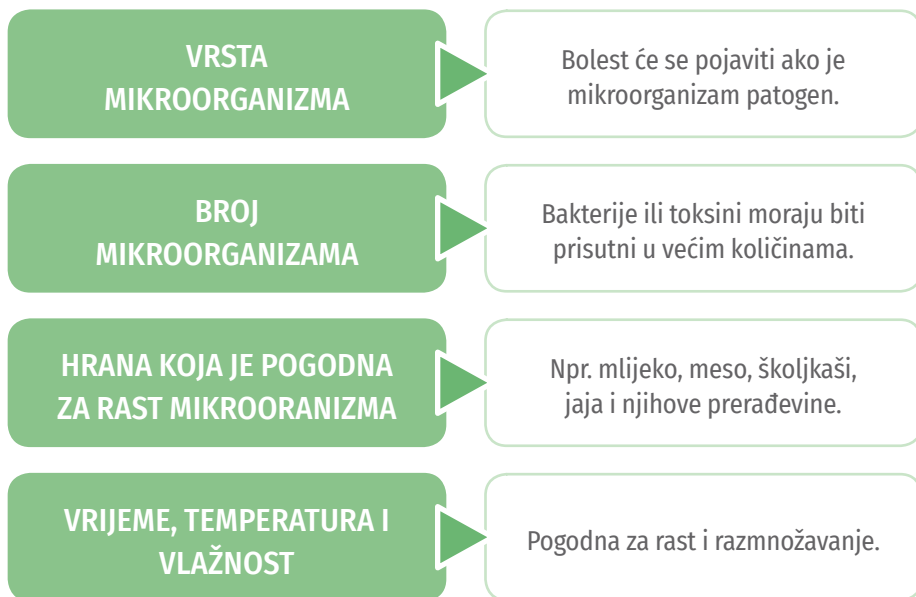 VRSTA
MIKROORGANIZMA
Bolest će se pojaviti ako je
mikroorganizam patogen.
BROJ
MIKROORGANIZAMA
Bakterije ili toksini moraju biti
prisutni u većim količinama.
HRANA KOJA JE POGODNA
ZA RAST MIKROORANIZMA
Npr. mlijeko, meso, školjkaši,
jaja i njihove prerađevine.
VRIJEME, TEMPERATURA I
VLAŽNOST
Pogodna za rast i razmnožavanje.